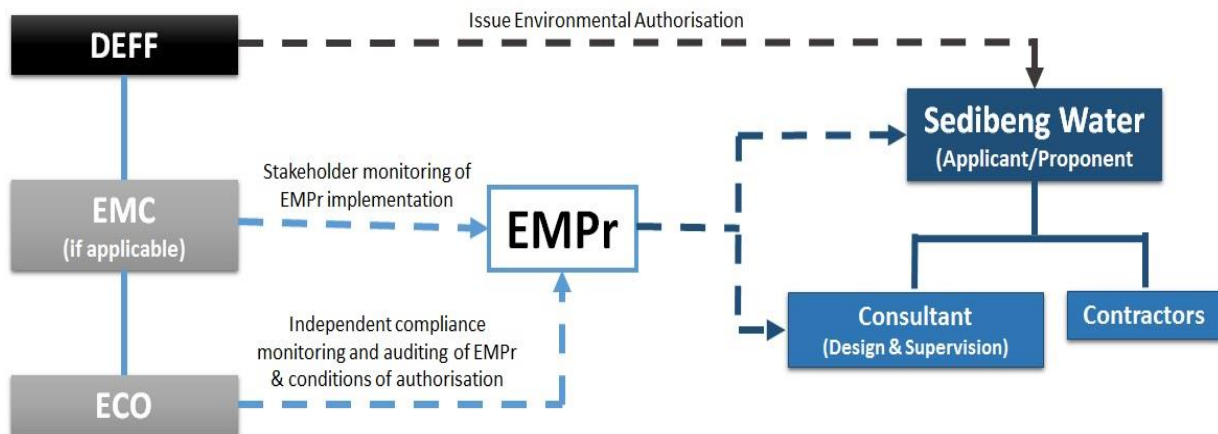 Issue Environmental Authorisation
DEFF
Sedibeng Water
(Applicant/Proponent
Stakeholder monitoring of
EMPr implementation
EMC
(if applicable)
EMPr
Independent compliance
monitoring and auditing of EMPr
& conditions of authorisation
Consultant
(Design & Supervision)
Contractors
ECO